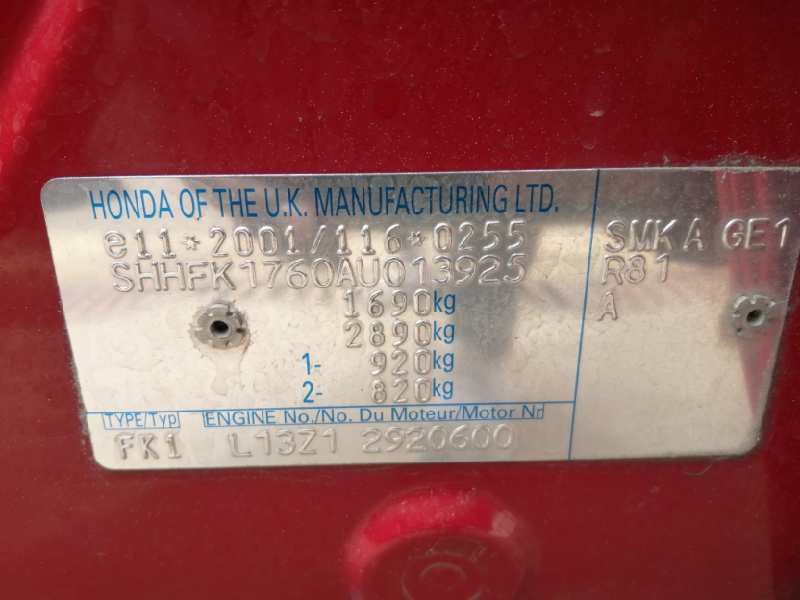 HONDA OF THE U.K. MANUFACTURING LTD.
e11*2001/116*0255
SHHFK1760AU013925
1690kg
2890kg
1- 920kg
2- 820kg
TYPE/Typ ENGINE No./No. Du Moteur/Motor Nr
FK1 L13Z1 2920600
SMK A GE1
R81
A